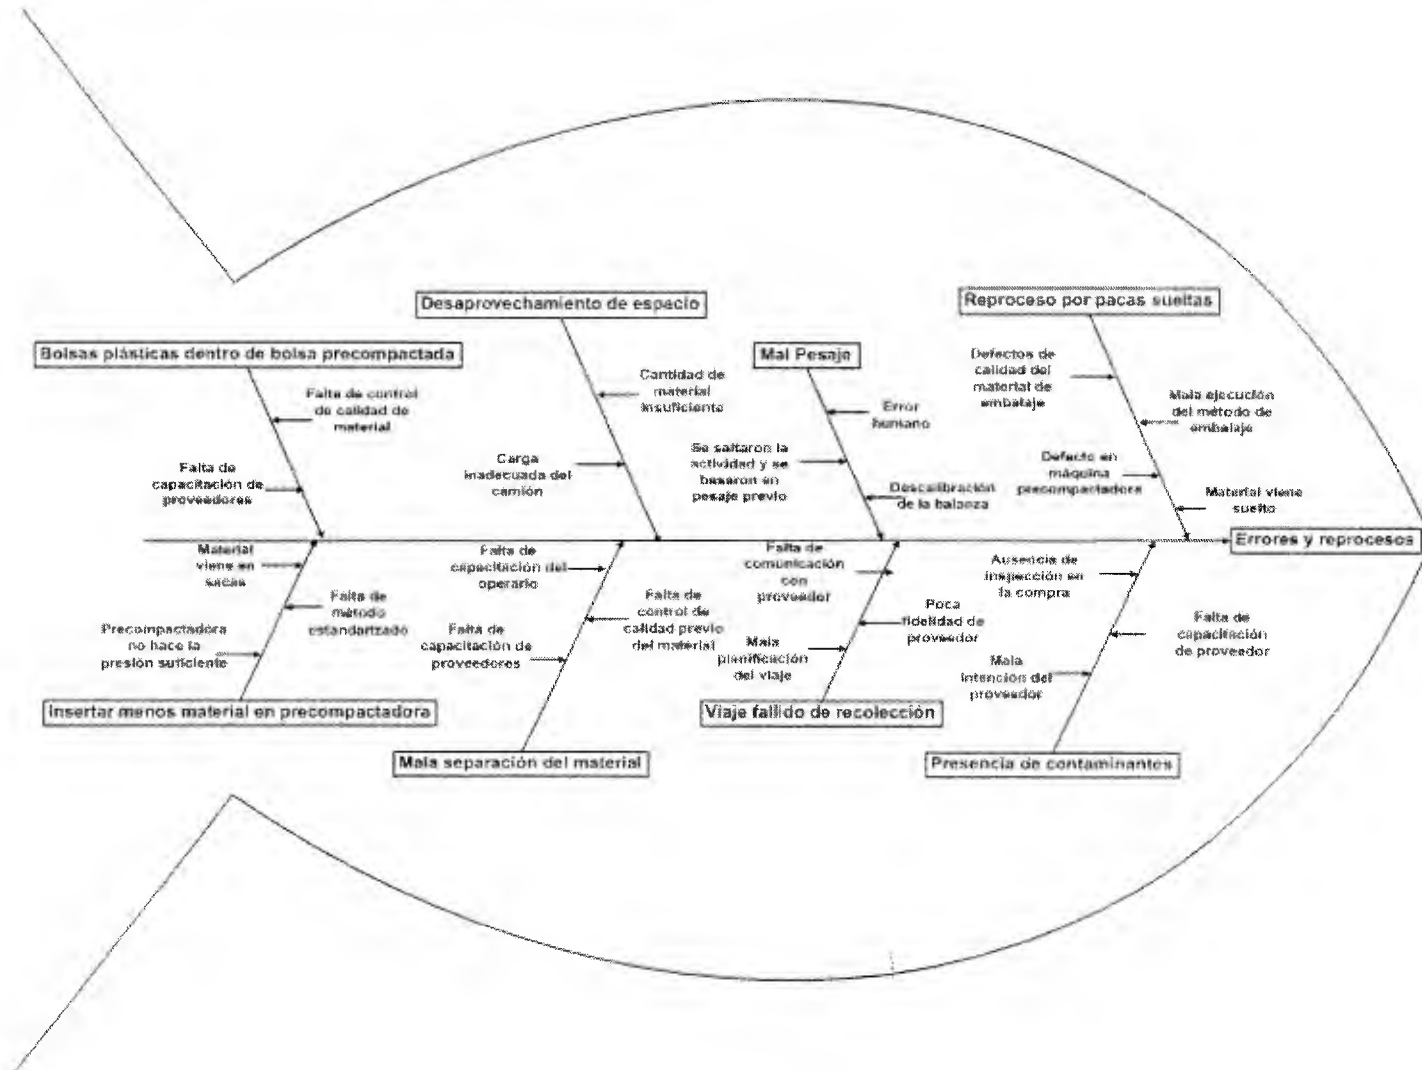 Desaprovechamiento de espacio
Reproceso por pacas sueltas
Bolsas plásticas dentro de bolsa precompactada
Mal Pesaje
Falta de control
de calidad de
material
Falta de
capacitación de
proveedores
Cantidad de
material
insuficiente
Carga
inadecuada del
camión
Error
humano
Se saltaron la
actividad y se
basaron en
pesaje previo
Descalibración
de la balanza
Defectos de
calidad del
material de
embalaje
Mala ejecución
del método de
embalaje
Defecto en
máquina
precompactadora
Material viene
suelto
Errores y reprocesos
Material
viene en
sacas
Falta de
método
estandarizado
Precompactadora
no hace la
presión suficiente
Insertar menos material en precompactadora
Falta de
capacitación del
operario
Falta de
control de
calidad previo
del material
Falta de
capacitación de
proveedores
Mala separación del material
Falta de
comunicación
con
proveedor
Poca
fidelidad de
proveedor
Mala
planificación
del viaje
Viaje fallido de recolección
Ausencia de
inspección en
la compra
Falta de
capacitación
de proveedor
Mala
intención del
proveedor
Presencia de contaminantes